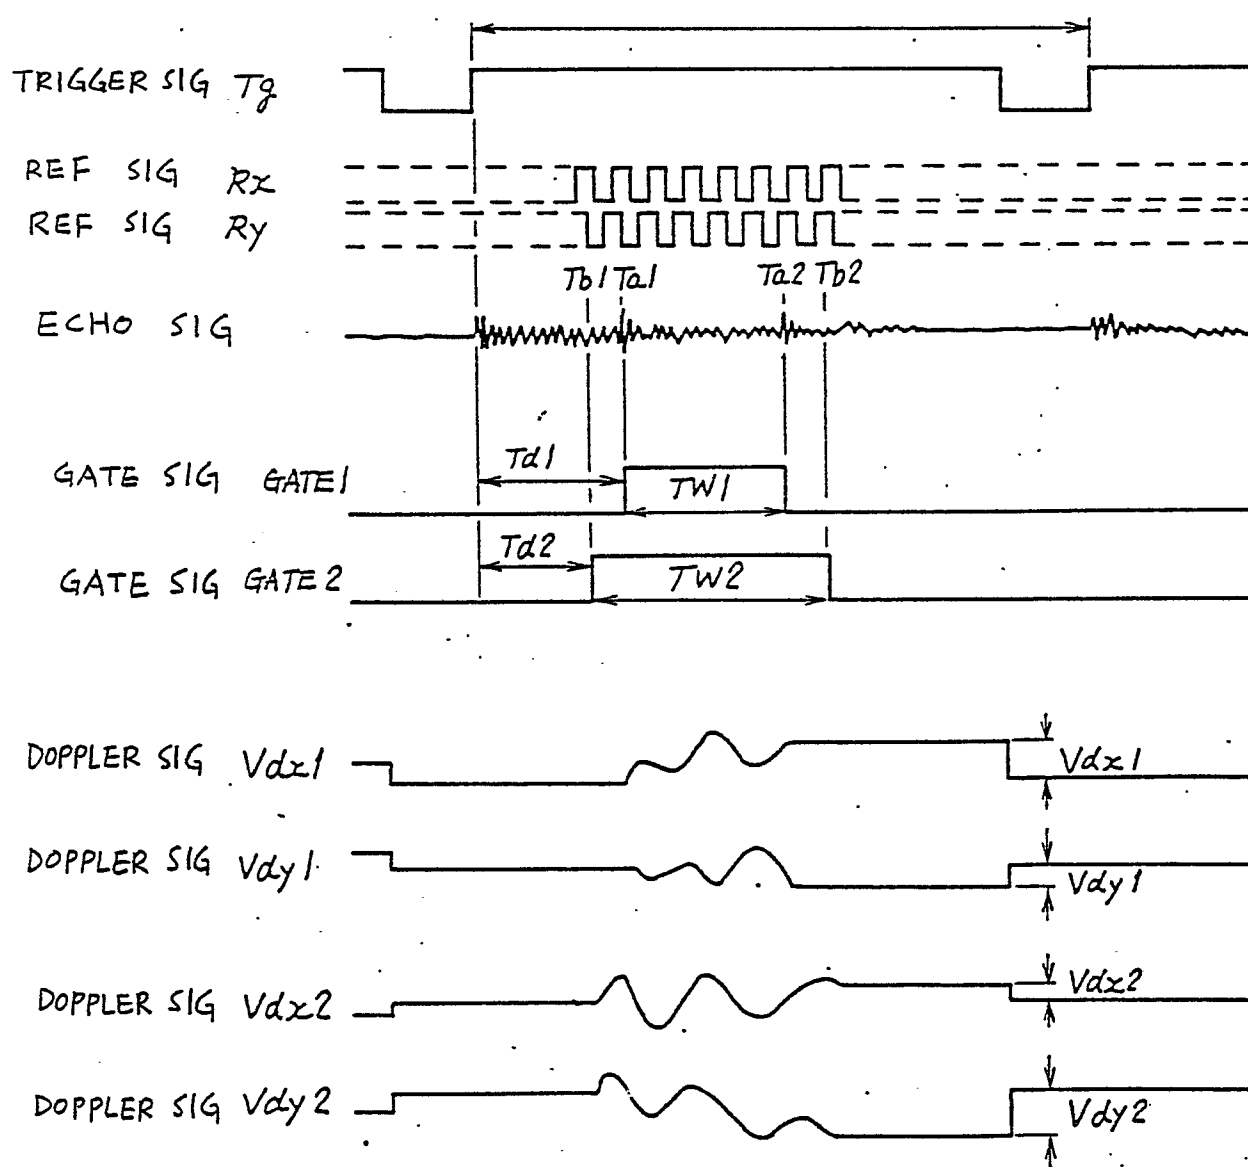 TRIGGER SIG Tg
REF SIG Rx
REF SIG Ry
Tb1 Ta1 Ta2 Tb2
ECHO SIG
Td1
GATE SIG GATE1
TW1
Td2
GATE SIG GATE2
TW2
DOPPLER SIG Vdx1
Vdx1
DOPPLER SIG Vdy1
Vdy1
DOPPLER SIG Vdx2
Vdx2
DOPPLER SIG Vdy2
Vdy2